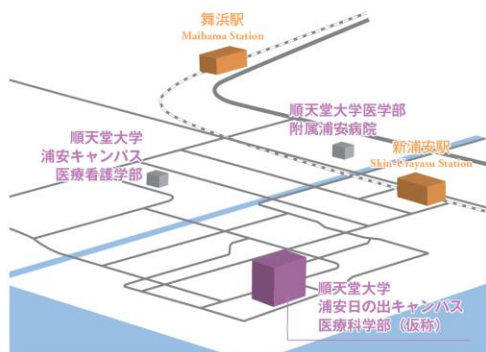 舞浜駅
Maihama Station
順天堂大学医学部
附属浦安病院
順天堂大学
浦安キャンパス
医療看護学部
新浦安駅
Shin-Urayasu Station
順天堂大学
浦安日の出キャンパス
医療科学部（仮称）